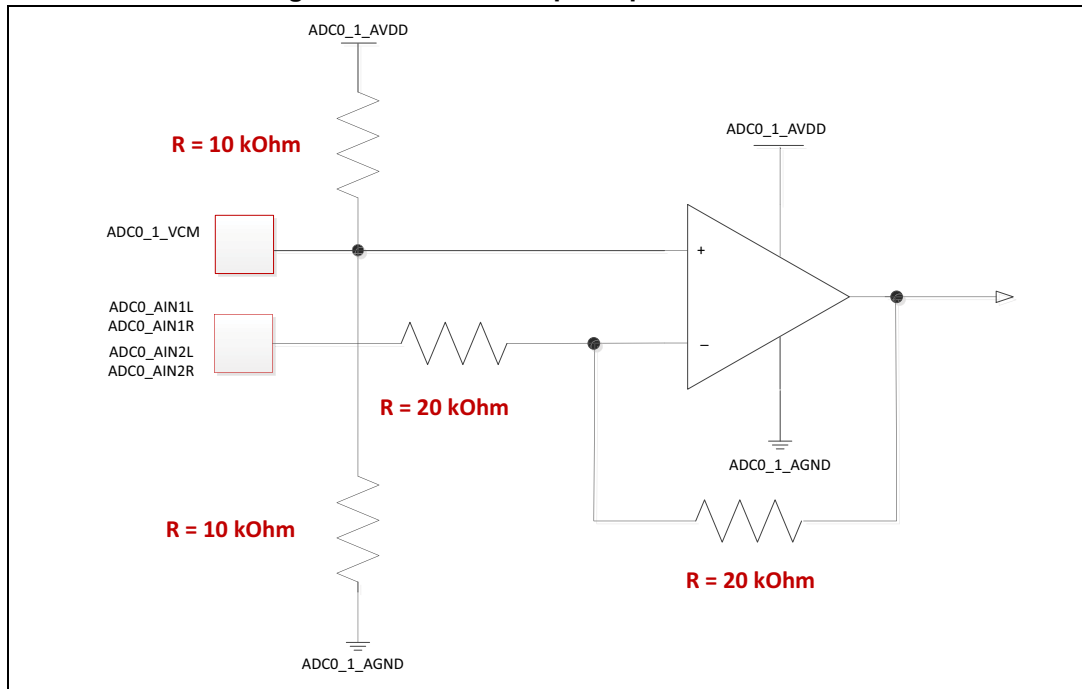 ADC0_1_AVDD
R = 10 kOhm
ADC0_1_AVDD
ADC0_1_VCM
+
ADC0_AIN1L
ADC0_AIN1R
ADC0_AIN2L
ADC0_AIN2R
−
R = 20 kOhm
ADC0_1_AGND
R = 10 kOhm
R = 20 kOhm
ADC0_1_AGND